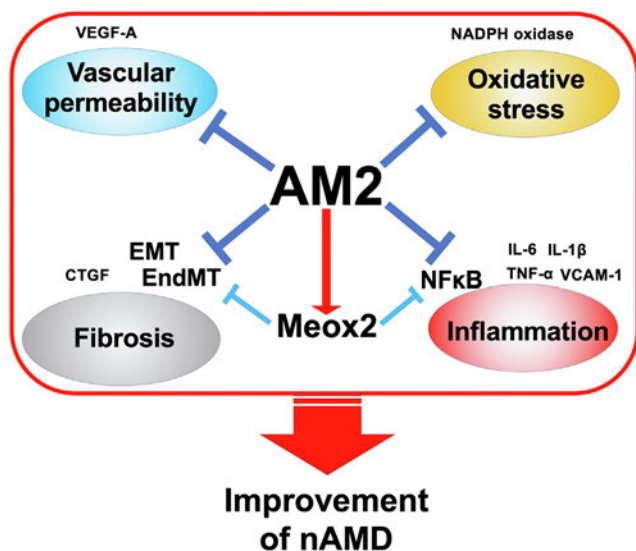 VEGF-A
Vascular
permeability
NADPH oxidase
Oxidative
stress
AM2
EMT
EndMT
CTGF
Fibrosis
Meox2
NFκB
IL-6 IL-1β
TNF-α VCAM-1
Inflammation
Improvement
of nAMD